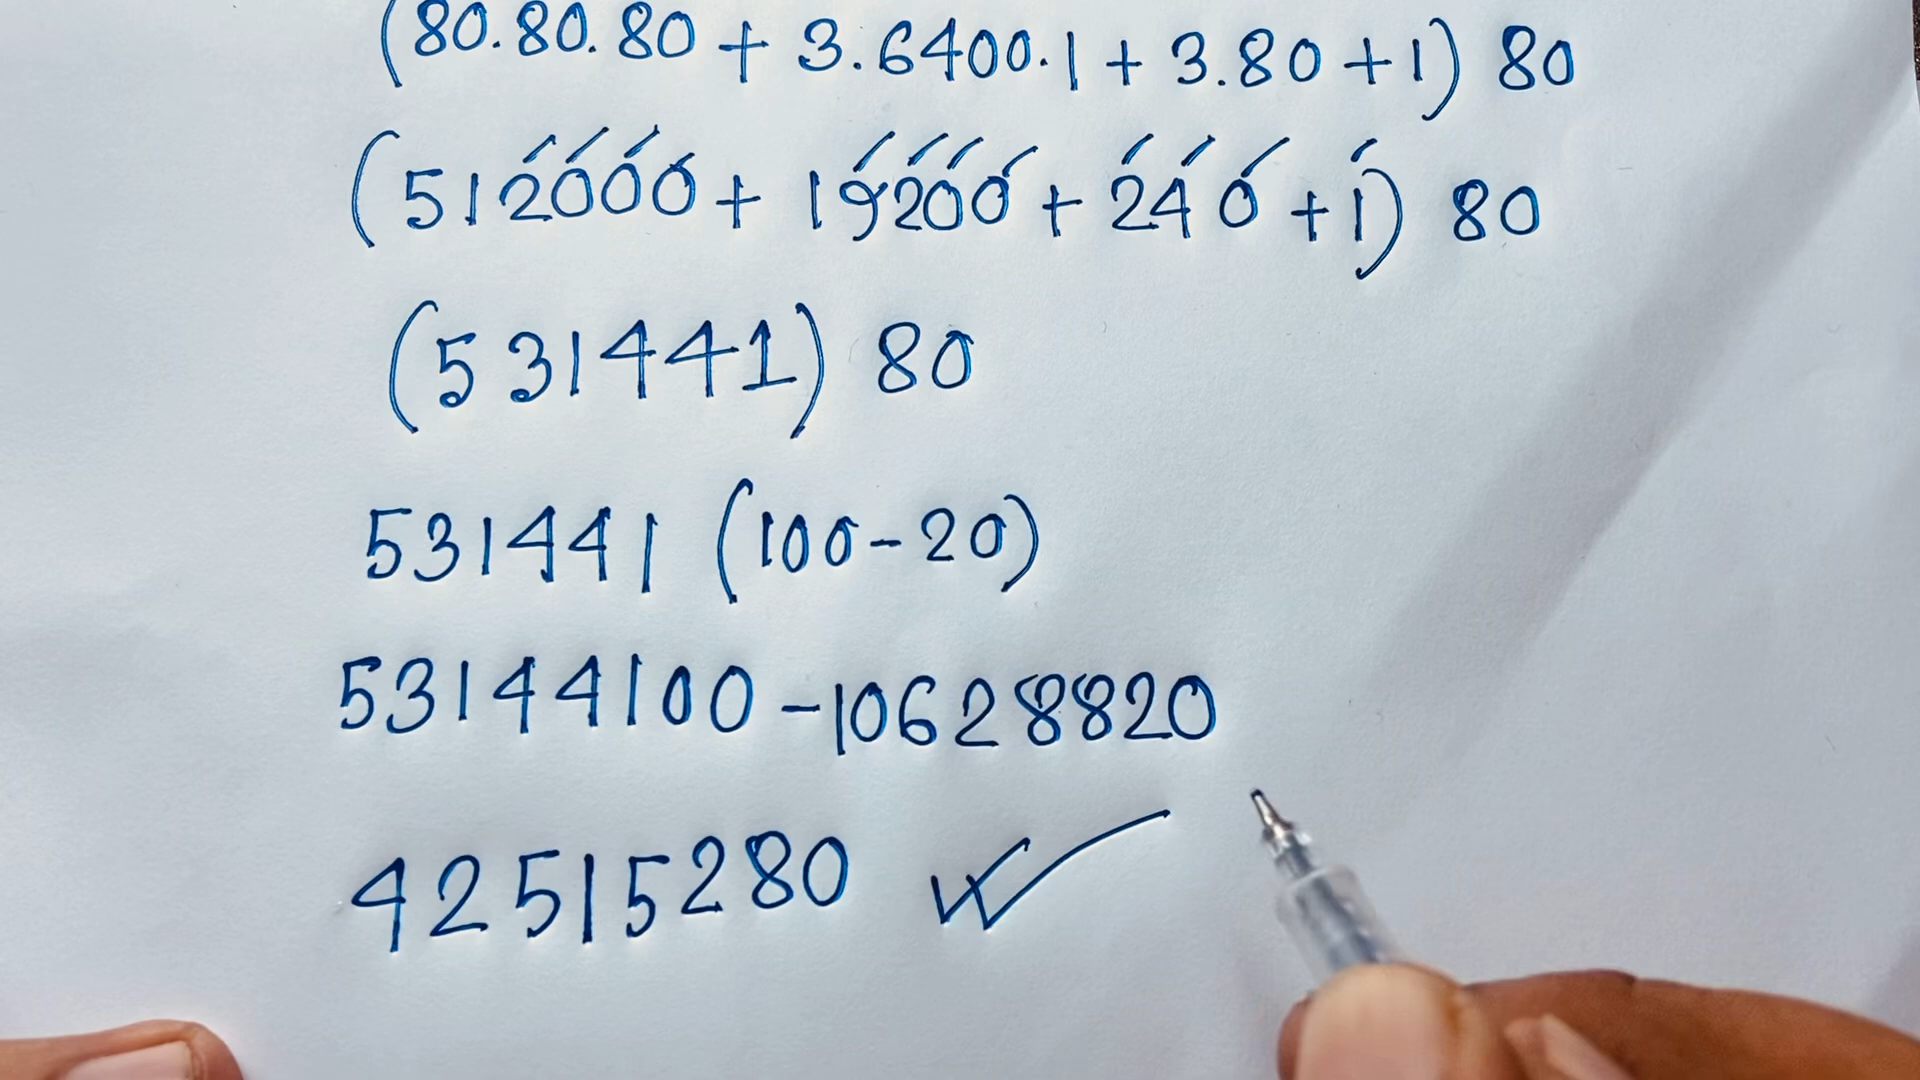 (80.80.80 + 3.6400.1 + 3.80 + 1) 80
(512000 + 19200 + 240 + 1) 80
(531441) 80
531441 (100-20)
53144100 - 10628820
42515280